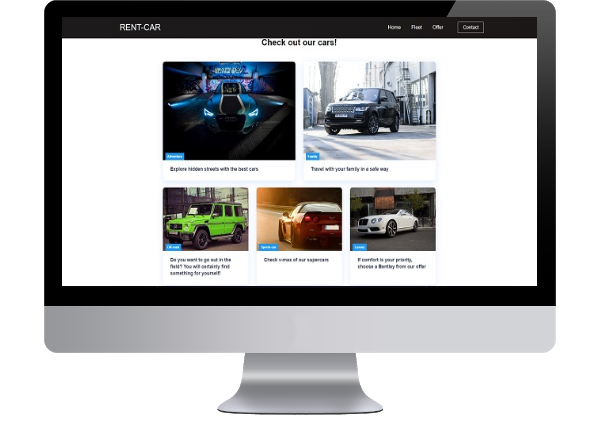 RENT-CAR
Home Fleet Offer Contact
Check out our cars!
Adventure
Explore hidden streets with the best cars
Family
Travel with your family in a safe way
Off-road
Do you want to go out in the
field? You will certainly find
something for yourself!
Sports car
Check v-max of our supercars
Luxury
If comfort is your priority,
choose a Bentley from our offer